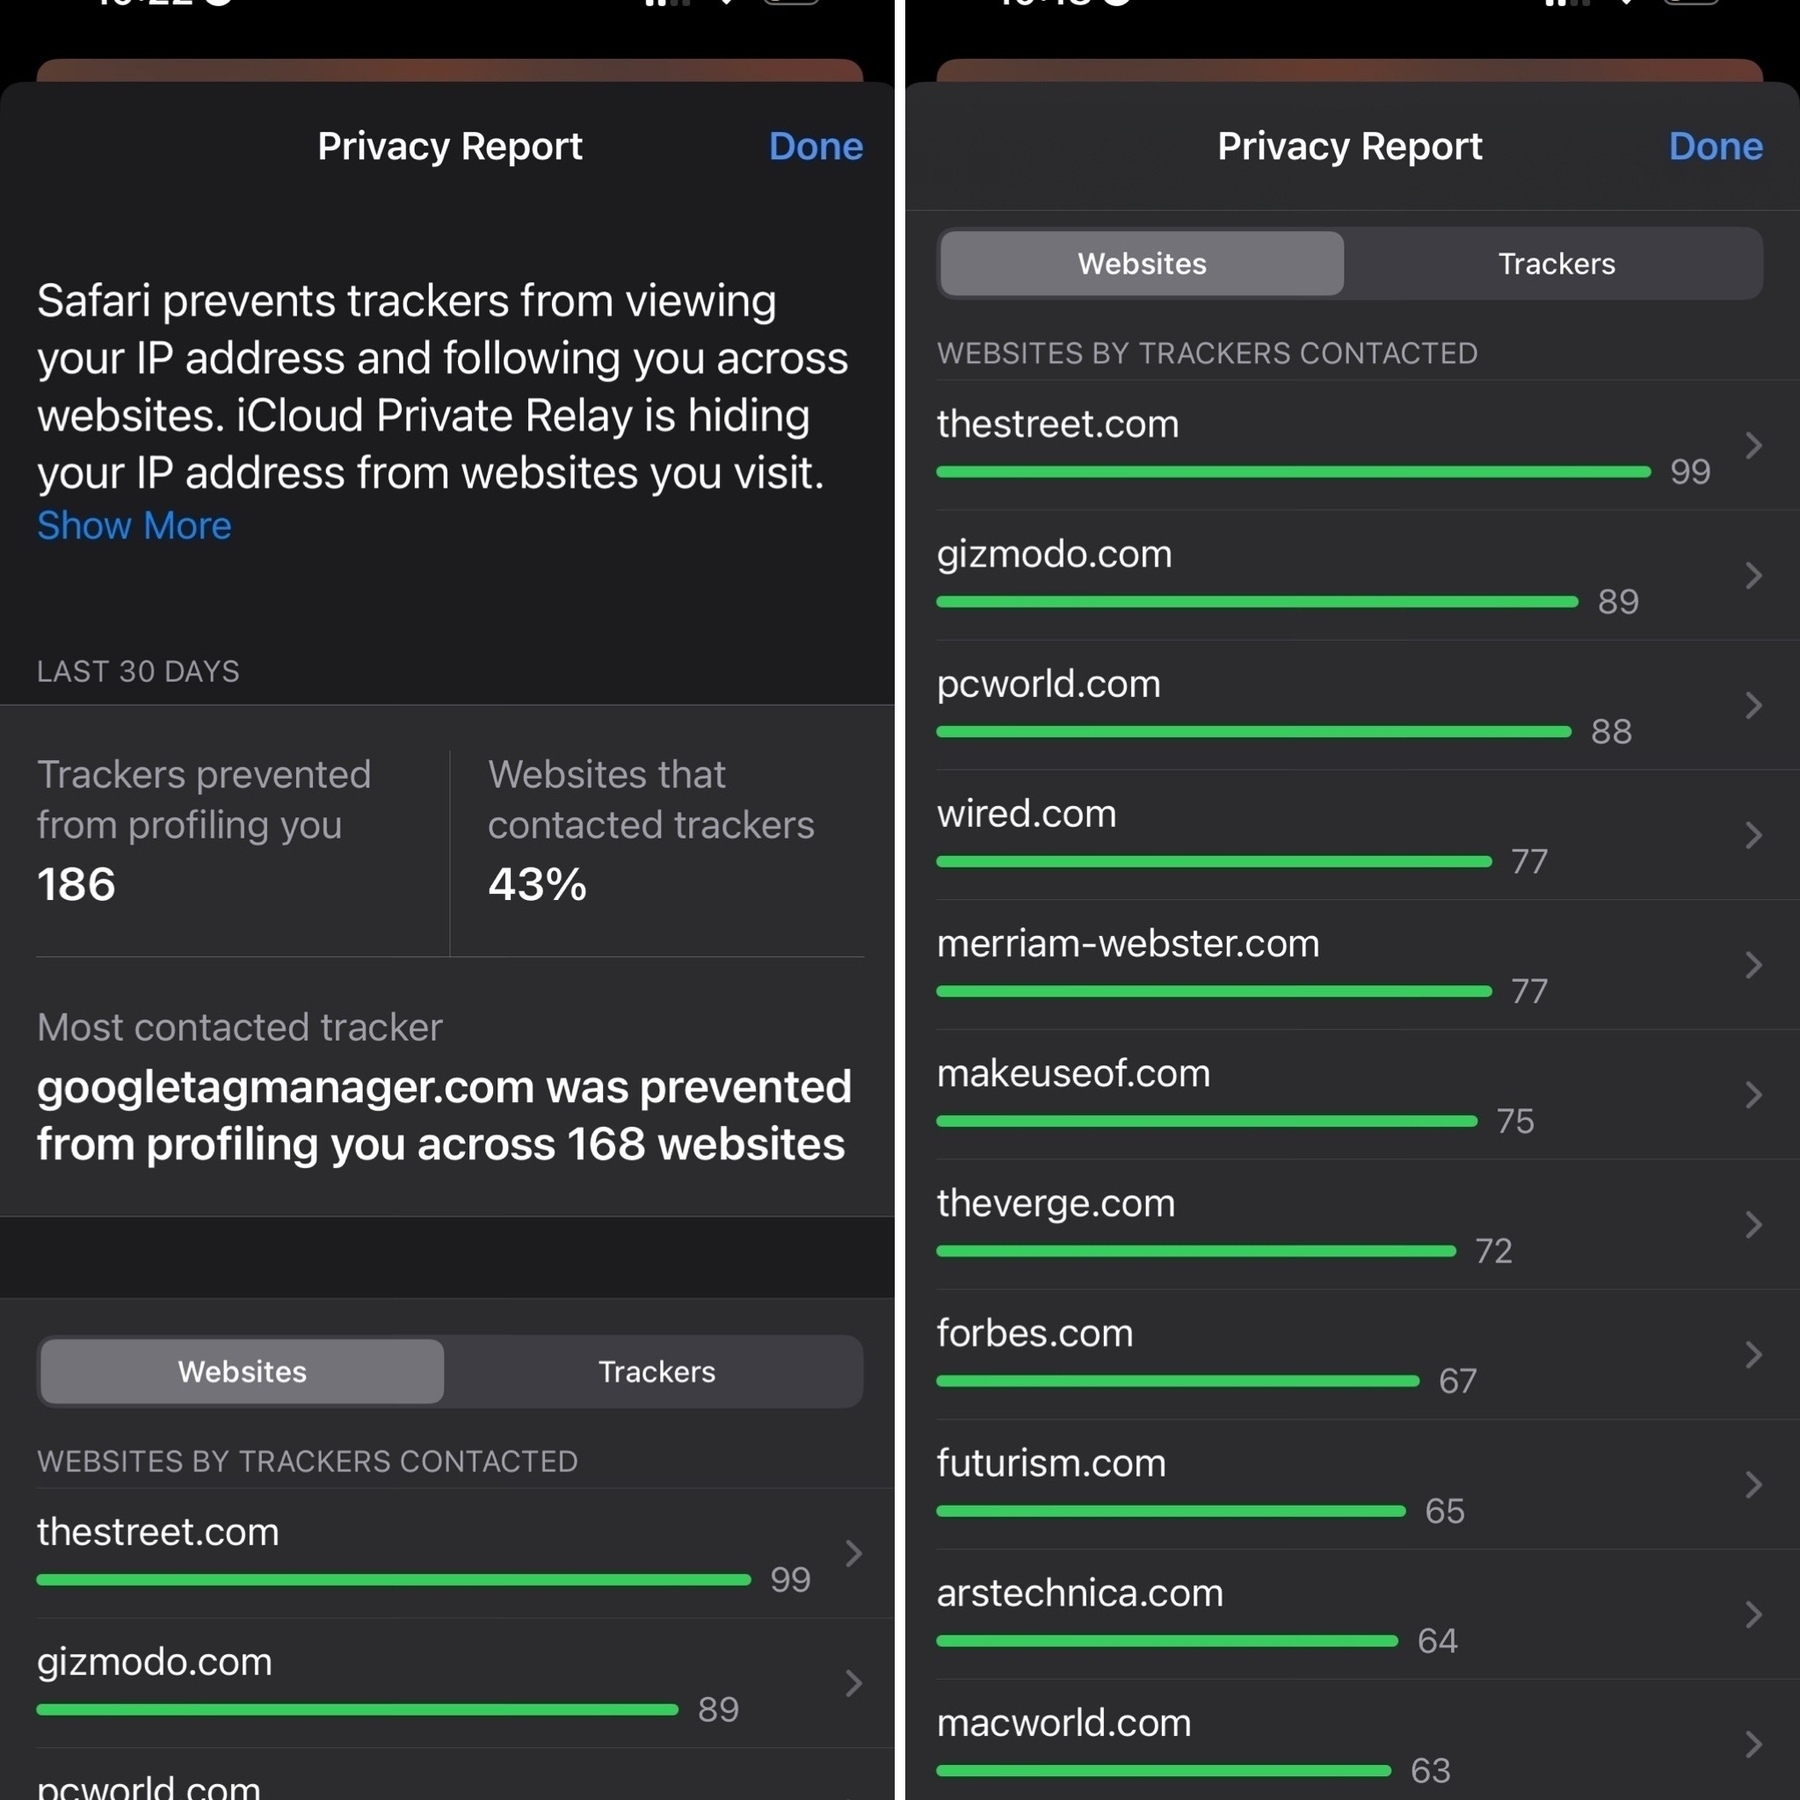 Privacy Report
Done
Safari prevents trackers from viewing
your IP address and following you across
websites. iCloud Private Relay is hiding
your IP address from websites you visit.
Show More
LAST 30 DAYS
Trackers prevented
from profiling you
186
Websites that
contacted trackers
43%
Most contacted tracker
googletagmanager.com was prevented
from profiling you across 168 websites
Websites
Trackers
WEBSITES BY TRACKERS CONTACTED
thestreet.com
99
gizmodo.com
89
pcworld.com
Privacy Report
Done
Websites
Trackers
WEBSITES BY TRACKERS CONTACTED
thestreet.com
99
gizmodo.com
89
pcworld.com
88
wired.com
77
merriam-webster.com
77
makeuseof.com
75
theverge.com
72
forbes.com
67
futurism.com
65
arstechnica.com
64
macworld.com
63